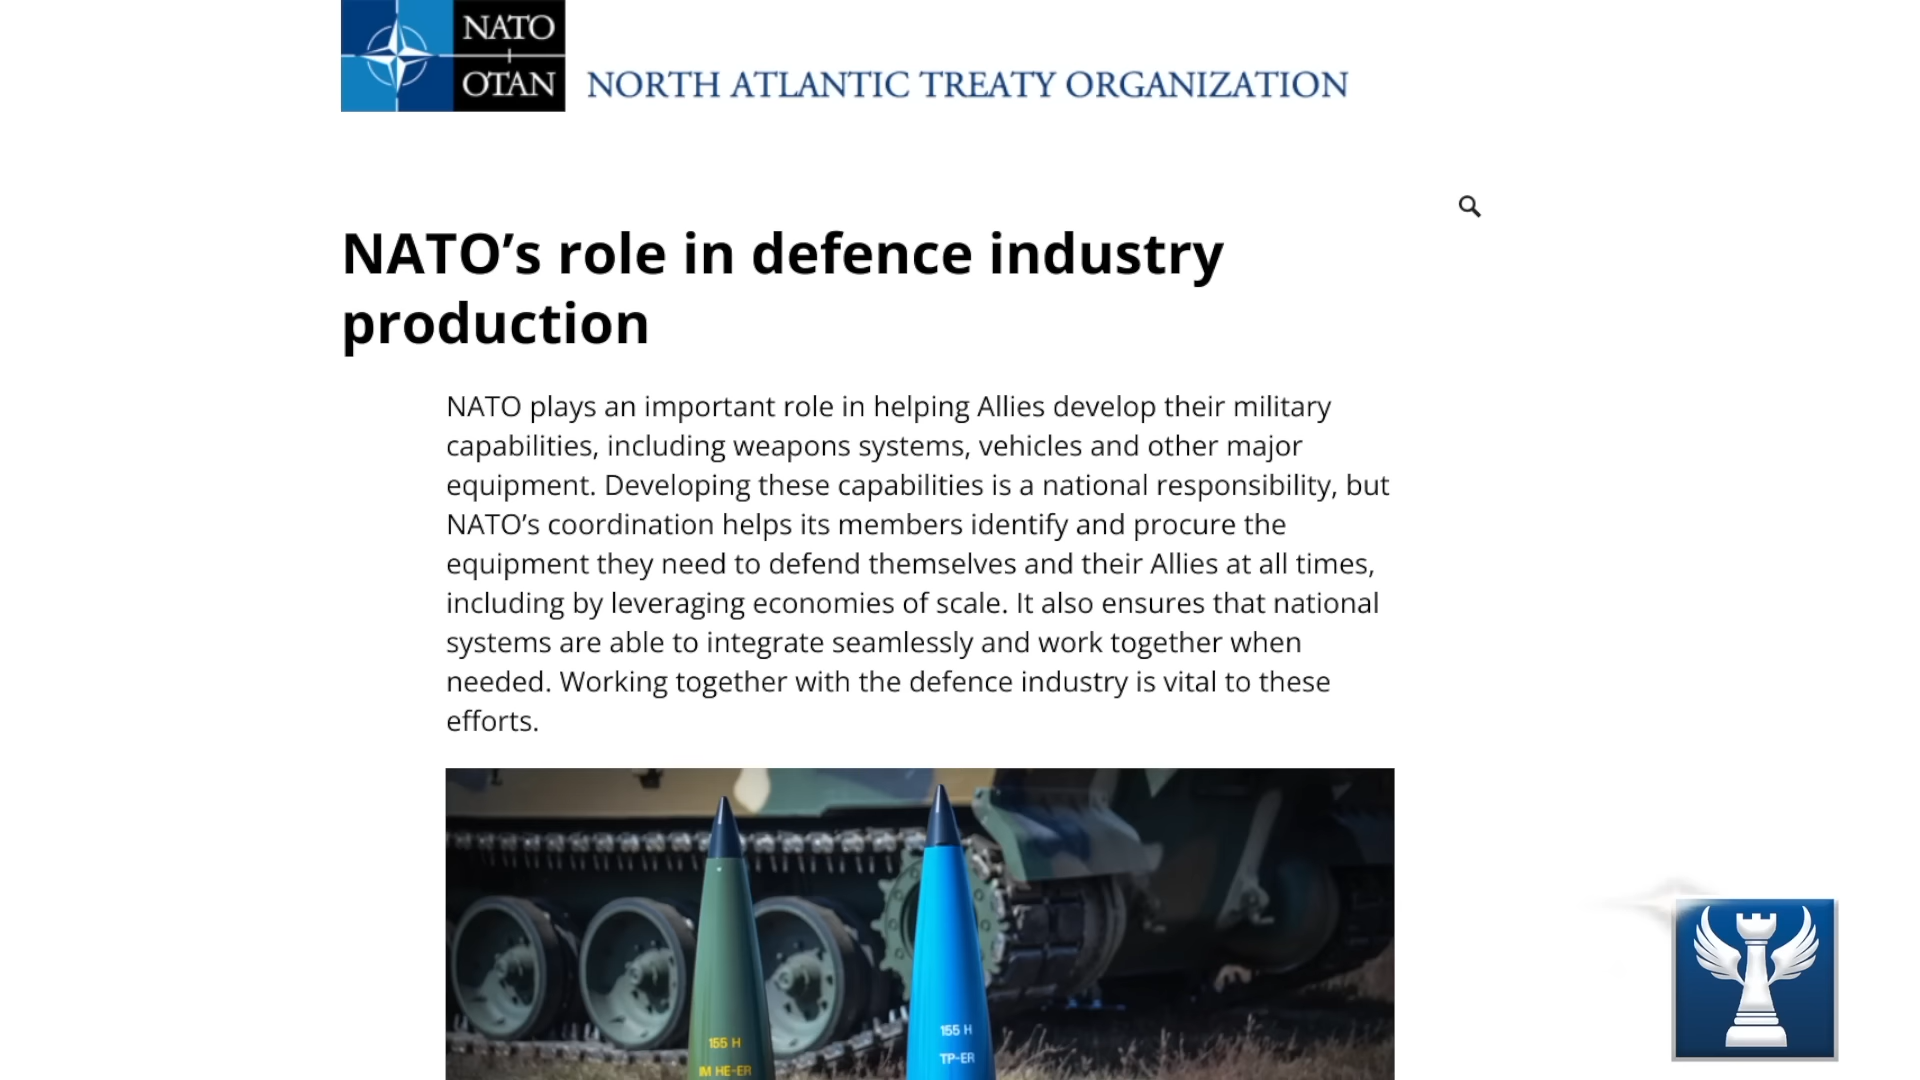 NATO
OTAN
NORTH ATLANTIC TREATY ORGANIZATION
NATO’s role in defence industry
production
NATO plays an important role in helping Allies develop their military
capabilities, including weapons systems, vehicles and other major
equipment. Developing these capabilities is a national responsibility, but
NATO’s coordination helps its members identify and procure the
equipment they need to defend themselves and their Allies at all times,
including by leveraging economies of scale. It also ensures that national
systems are able to integrate seamlessly and work together when
needed. Working together with the defence industry is vital to these
efforts.
155 H
IM HE-ER
155 H
TP-ER